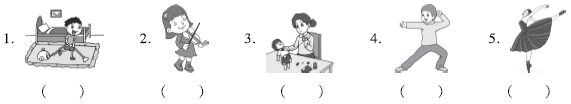 1. 2. 3. 4. 5.
( ) ( ) ( ) ( ) ( )